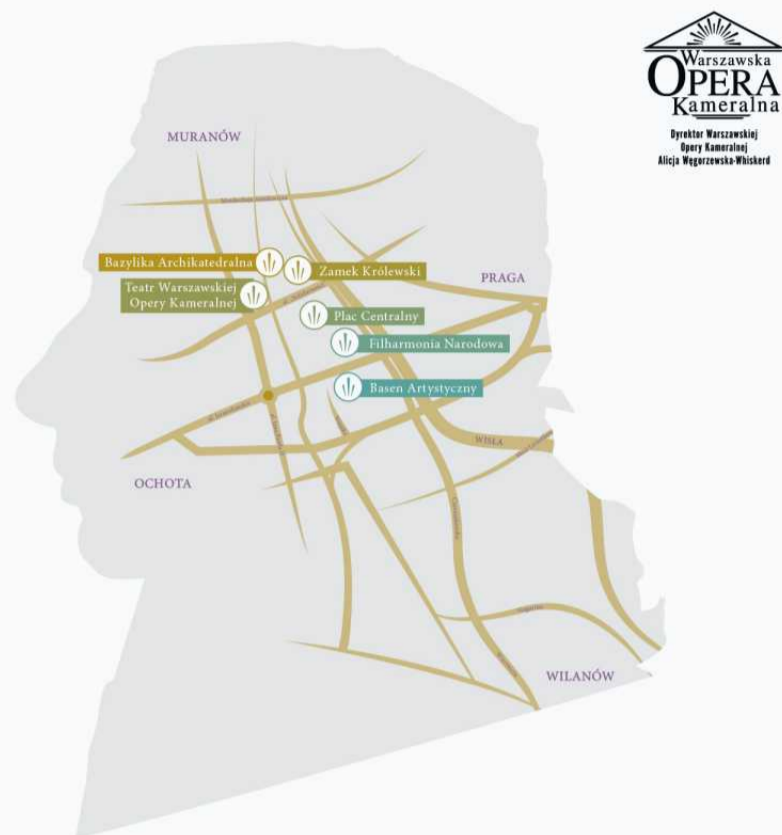 Warszawska
OPERA
Kameralna
Dyrektor Warszawskiej
Opery Kameralnej
Alicja Węgorzewska-Whiskerd
MURANÓW
Bazylika Archikatedralna
Zamek Królewski
PRAGA
Teatr Warszawskiej
Opery Kameralnej
Plac Centralny
Filharmonia Narodowa
Basen Artystyczny
WISŁA
OCHOTA
WILANÓW